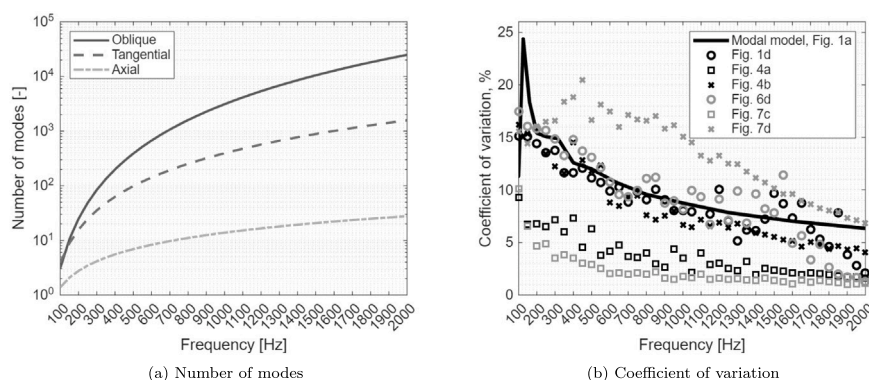 10^5
10^4
10^3
10^2
10^1
10^0
Number of modes [-]
Oblique
Tangential
Axial
100 200 300 400 500 600 700 800 900 1000 1100 1200 1300 1400 1500 1600 1700 1800 1900 2000
Frequency [Hz]
(a) Number of modes
25
20
15
10
5
0
Coefficient of variation, %
Modal model, Fig. 1a
Fig. 1d
Fig. 4a
Fig. 4b
Fig. 6d
Fig. 7c
Fig. 7d
100 200 300 400 500 600 700 800 900 1000 1100 1200 1300 1400 1500 1600 1700 1800 1900 2000
Frequency [Hz]
(b) Coefficient of variation